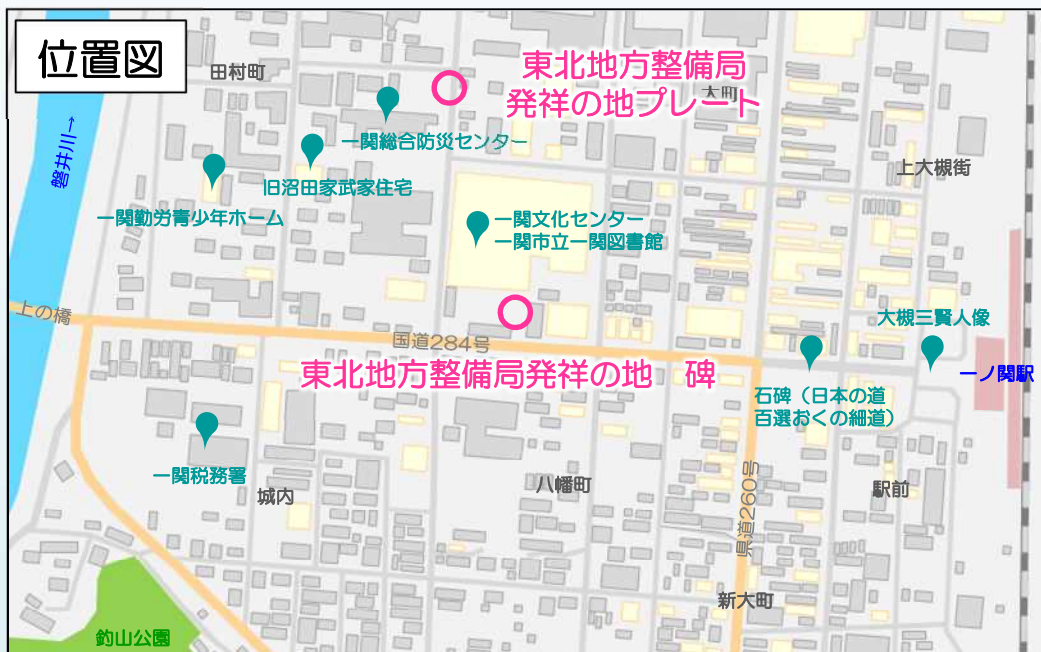 位置図
田村町
東北地方整備局
発祥の地プレート
大町
磐井川→
一関総合防災センター
上大槻街
旧沼田家武家住宅
一関勤労青少年ホーム
一関文化センター
一関市立一関図書館
上の橋
大槻三賢人像
国道284号
東北地方整備局発祥の地　碑
一ノ関駅
石碑（日本の道
百選おくの細道）
一関税務署
城内
八幡町
県道260号
駅前
新大町
釣山公園